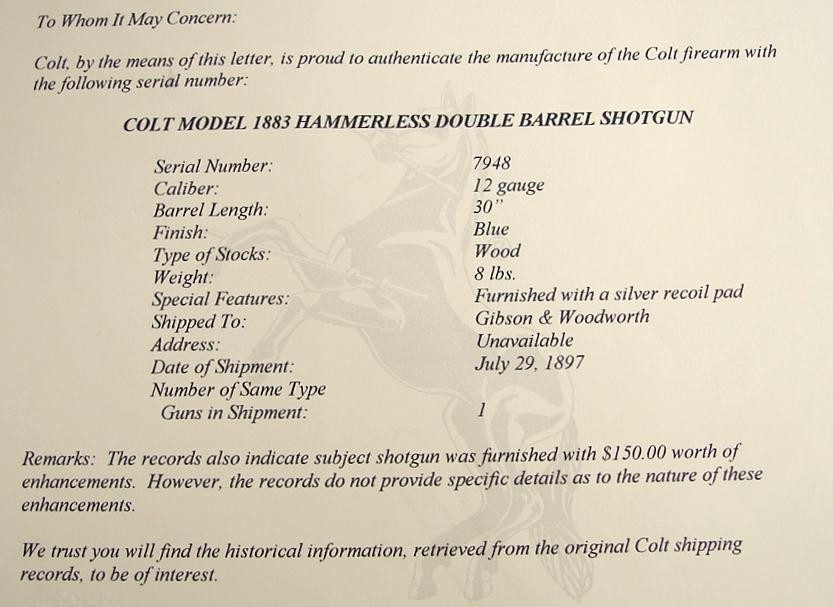 To Whom It May Concern:
Colt, by the means of this letter, is proud to authenticate the manufacture of the Colt firearm with
the following serial number:
COLT MODEL 1883 HAMMERLESS DOUBLE BARREL SHOTGUN
Serial Number: 7948
Caliber: 12 gauge
Barrel Length: 30”
Finish: Blue
Type of Stocks: Wood
Weight: 8 lbs.
Special Features: Furnished with a silver recoil pad
Shipped To: Gibson & Woodworth
Address: Unavailable
Date of Shipment: July 29, 1897
Number of Same Type
Guns in Shipment: 1
Remarks: The records also indicate subject shotgun was furnished with $150.00 worth of
enhancements. However, the records do not provide specific details as to the nature of these
enhancements.
We trust you will find the historical information, retrieved from the original Colt shipping
records, to be of interest.